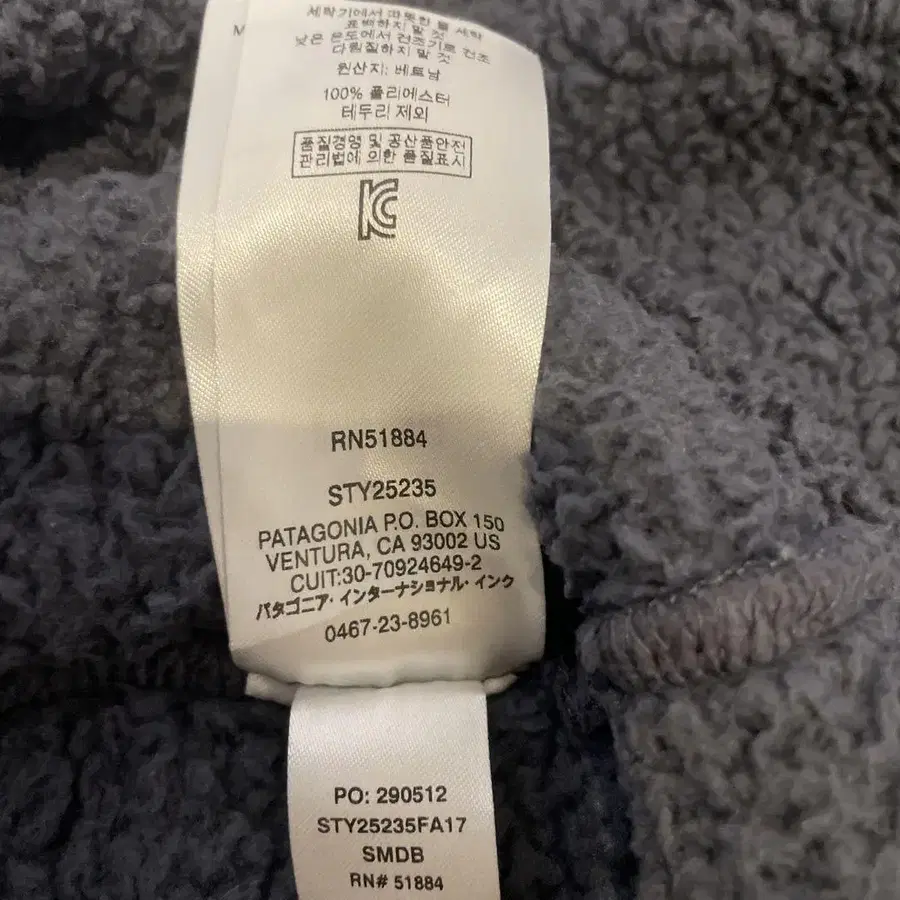 M
세탁기에서 따뜻한 물 세탁
표백하지 말 것
낮은 온도에서 건조기로 건조
다림질하지 말 것
원산지: 베트남
100% 폴리에스터
테두리 제외
품질경영 및 공산품안전
관리법에 의한 품질표시
RN51884
STY25235
PATAGONIA P.O. BOX 150
VENTURA, CA 93002 US
CUIT:30-70924649-2
パタゴニア・インターナショナル・インク
0467-23-8961
PO: 290512
STY25235FA17
SMDB
RN# 51884